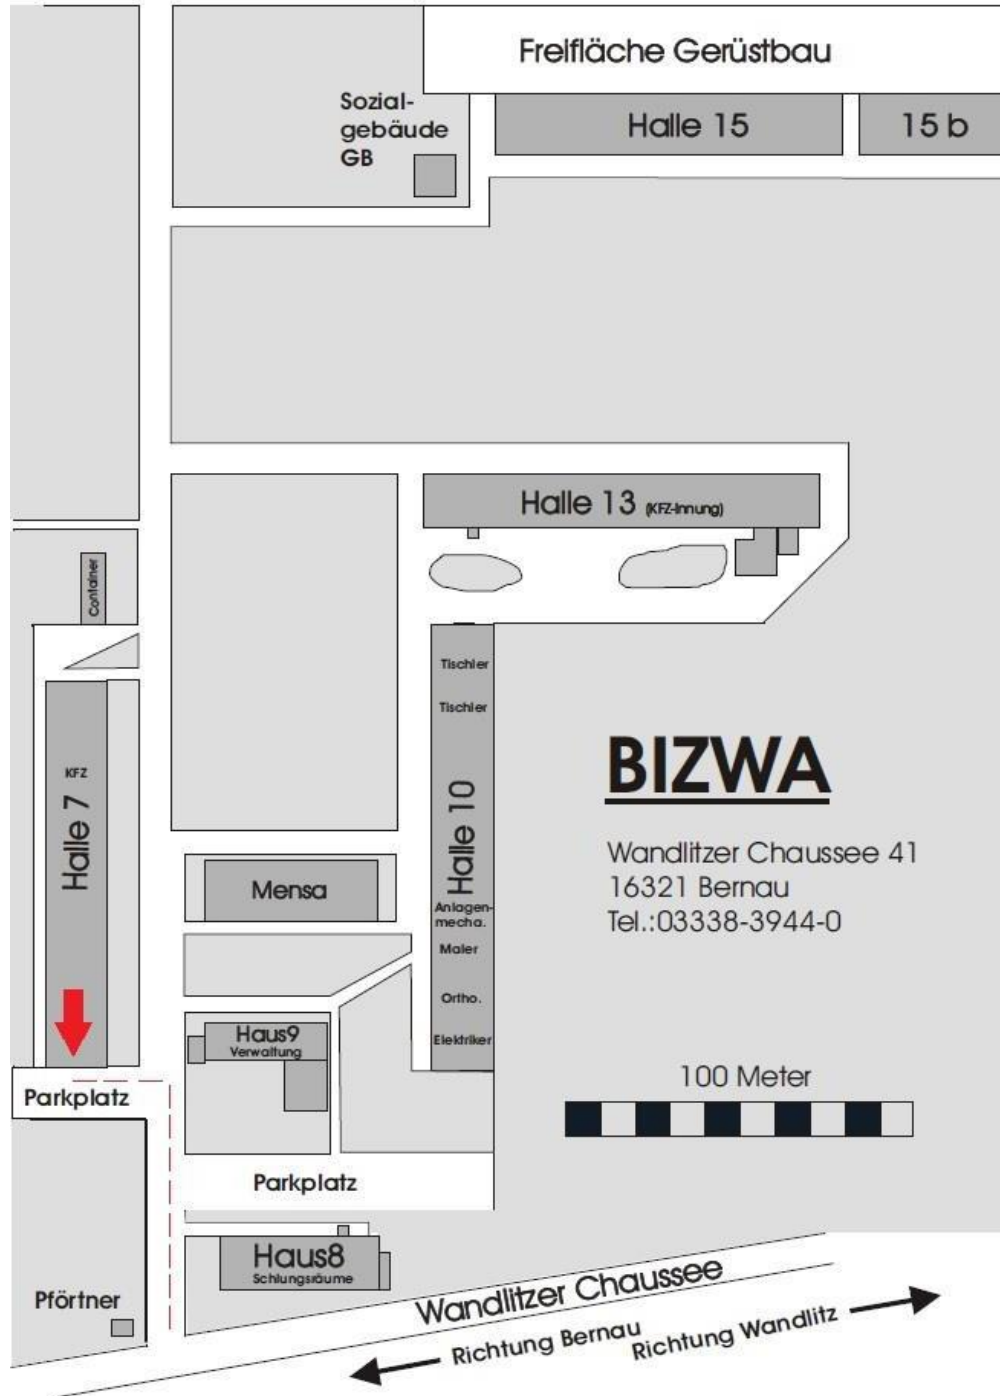 Freifläche Gerüstbau
Sozial-
gebäude
GB
Halle 15
15 b
Halle 13 (KFZ-Innung)
Container
Tischler
Tischler
KFZ
Halle 7
Halle 10
BIZWA
Wandlitzer Chaussee 41
16321 Bernau
Tel.:03338-3944-0
Mensa
Anlagen-
mecha.
Maler
Ortho.
Elektriker
Haus9
Verwaltung
100 Meter
Parkplatz
Parkplatz
Haus8
Schlungsräume
Pförtner
Wandlitzer Chaussee
Richtung Bernau
Richtung Wandlitz